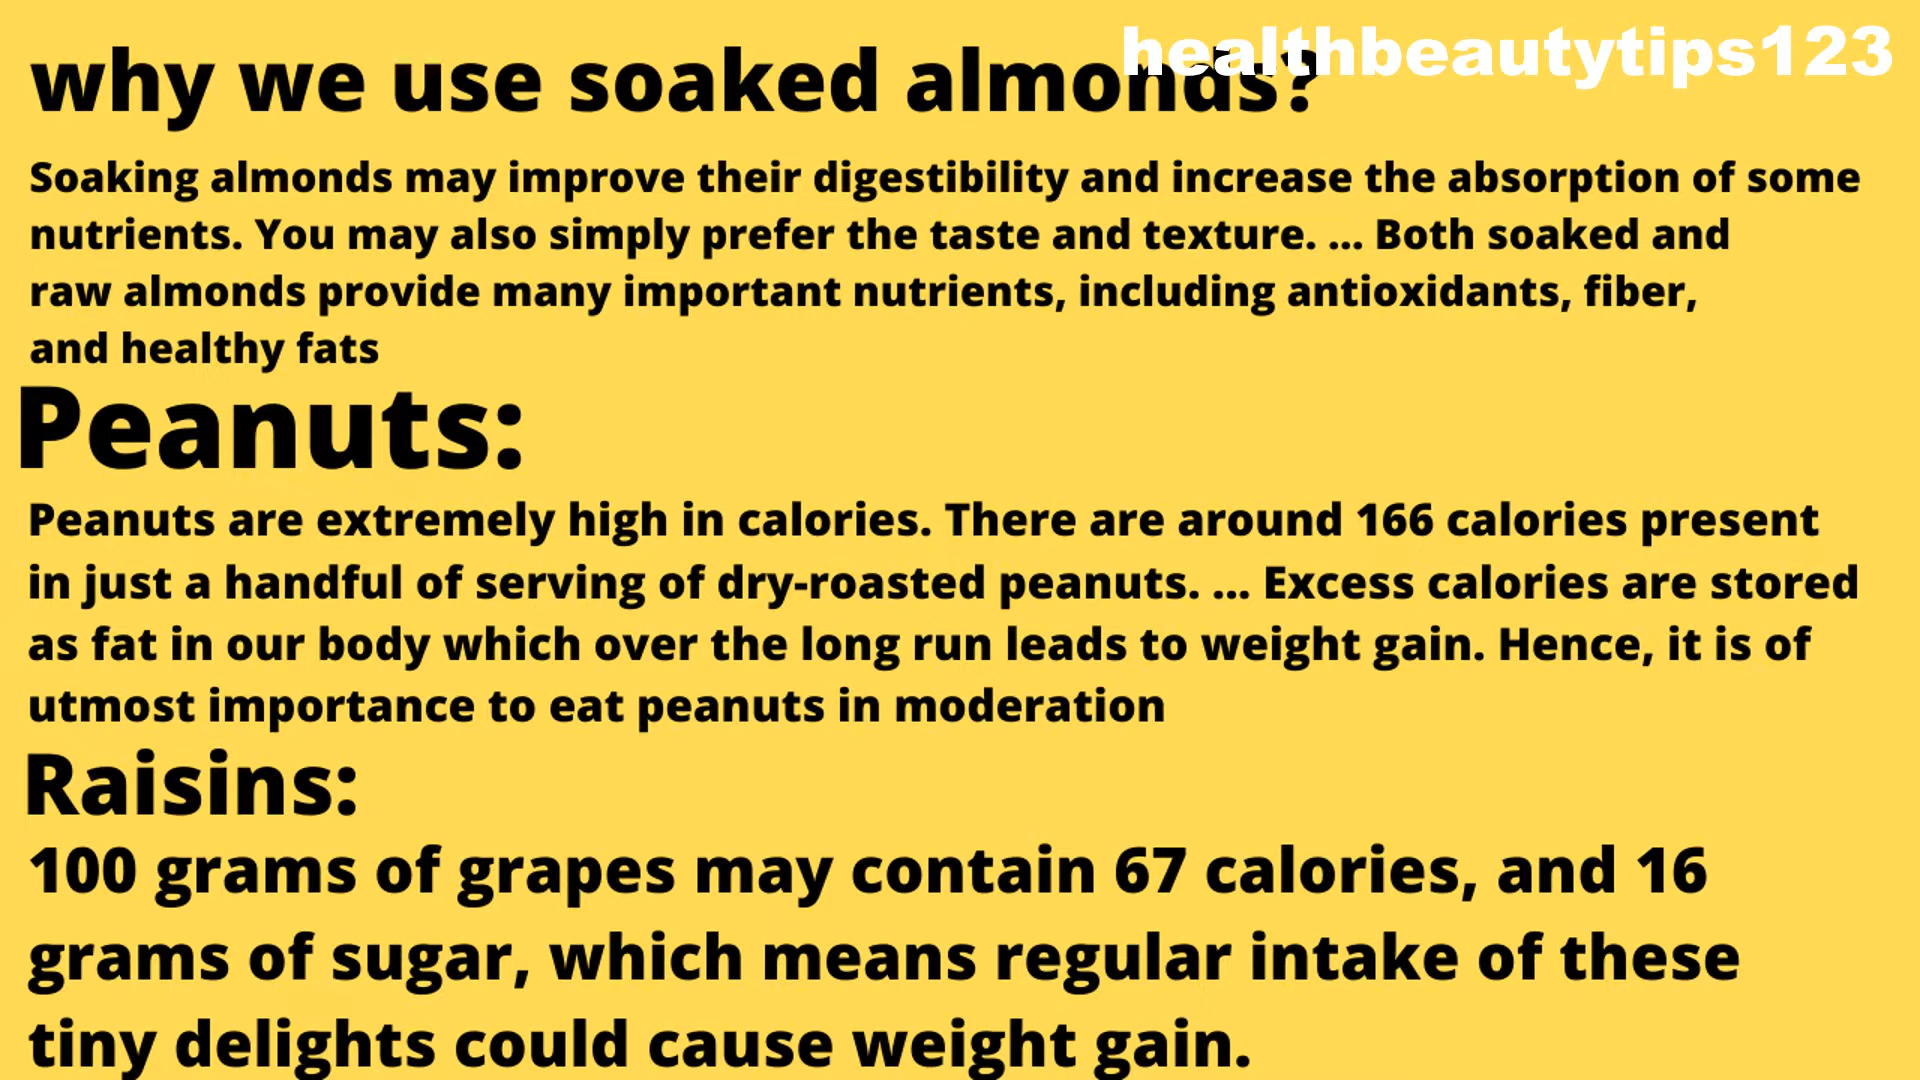 healthbeautytips123
why we use soaked almonds?
Soaking almonds may improve their digestibility and increase the absorption of some
nutrients. You may also simply prefer the taste and texture. ... Both soaked and
raw almonds provide many important nutrients, including antioxidants, fiber,
and healthy fats
Peanuts:
Peanuts are extremely high in calories. There are around 166 calories present
in just a handful of serving of dry-roasted peanuts. ... Excess calories are stored
as fat in our body which over the long run leads to weight gain. Hence, it is of
utmost importance to eat peanuts in moderation
Raisins:
100 grams of grapes may contain 67 calories, and 16
grams of sugar, which means regular intake of these
tiny delights could cause weight gain.